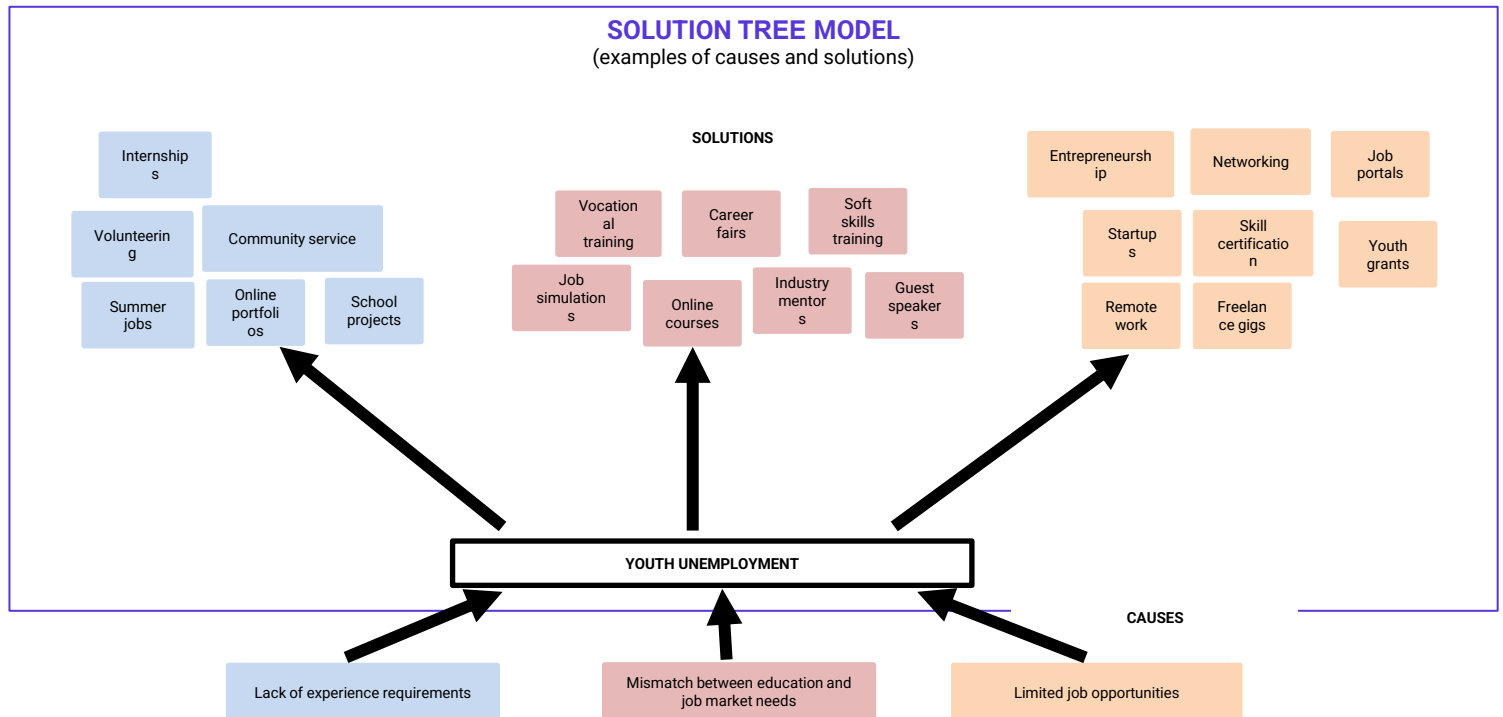 SOLUTION TREE MODEL
(examples of causes and solutions)
SOLUTIONS
Internship
s
Volunteerin
g
Community service
Summer
jobs
Online
portfoli
os
School
projects
Vocation
al
training
Career
fairs
Soft
skills
training
Job
simulation
s
Online
courses
Industry
mentor
s
Guest
speaker
s
Entrepreneursh
ip
Networking
Job
portals
Startup
s
Skill
certificatio
n
Youth
grants
Remote
work
Freelan
ce gigs
YOUTH UNEMPLOYMENT
CAUSES
Lack of experience requirements
Mismatch between education and
job market needs
Limited job opportunities